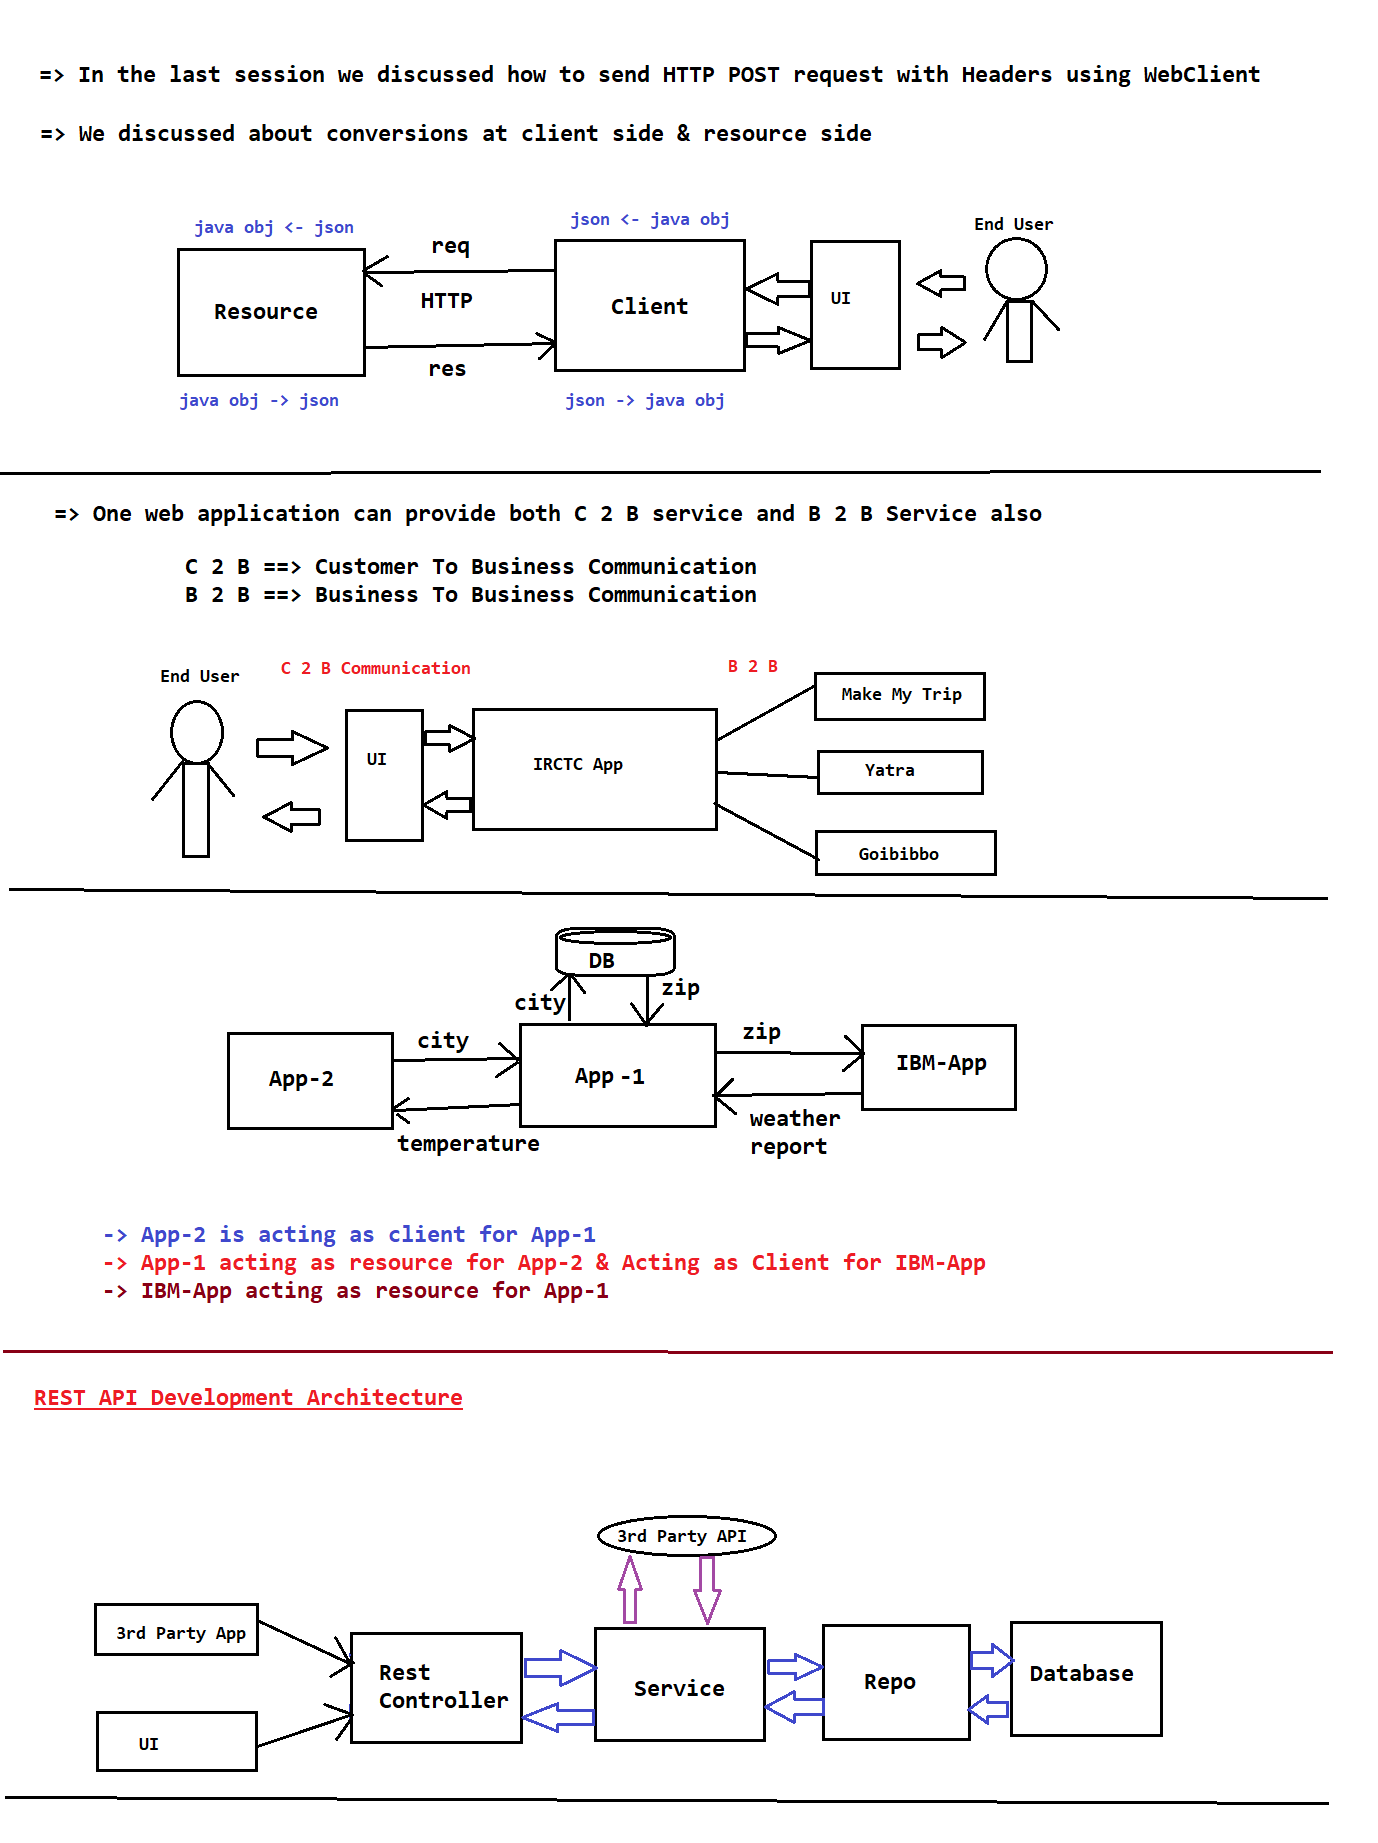 => In the last session we discussed how to send HTTP POST request with Headers using WebClient
=> We discussed about conversions at client side & resource side
java obj <- json
json <- java obj
End User
req
HTTP
Resource
Client
UI
res
java obj -> json
json -> java obj
=> One web application can provide both C 2 B service and B 2 B Service also
C 2 B ==> Customer To Business Communication
B 2 B ==> Business To Business Communication
End User
C 2 B Communication
B 2 B
Make My Trip
UI
IRCTC App
Yatra
Goibibbo
DB
city
zip
city
zip
App-2
App -1
IBM-App
temperature
weather
report
-> App-2 is acting as client for App-1
-> App-1 acting as resource for App-2 & Acting as Client for IBM-App
-> IBM-App acting as resource for App-1
REST API Development Architecture
3rd Party API
3rd Party App
Rest
Controller
Service
Repo
Database
UI